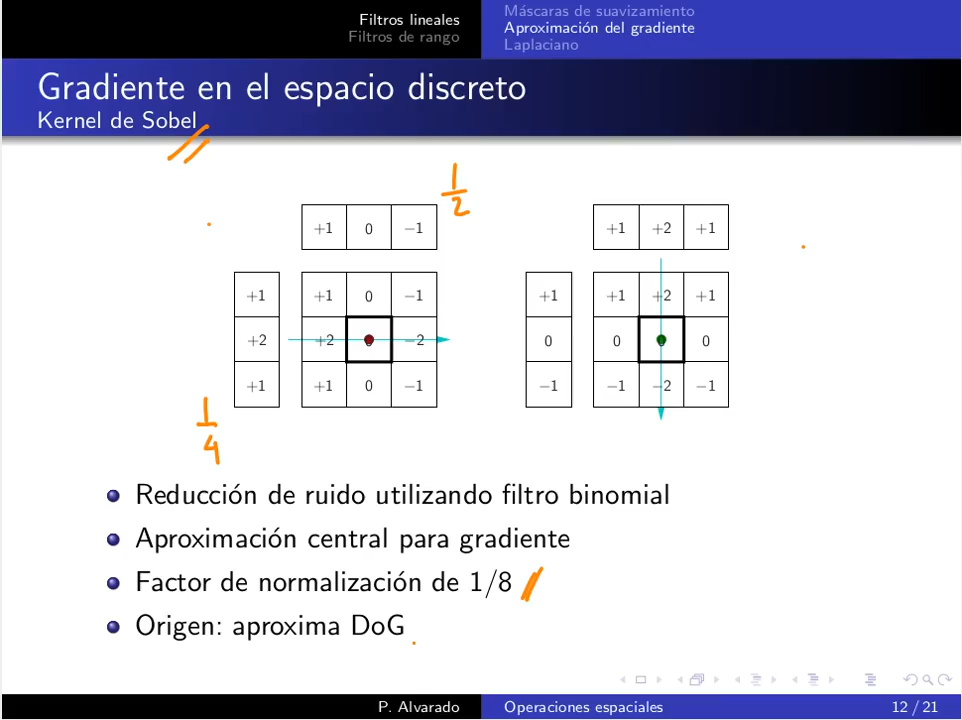 Filtros lineales
Filtros de rango
Máscaras de suavizamiento
Aproximación del gradiente
Laplaciano
Gradiente en el espacio discreto
Kernel de Sobel
1/2
+1 0 −1
+1 +1 0 −1
+2 +2 0 −2
+1 +1 0 −1
1/4
+1 +2 +1
+1 +1 +2 +1
0 0 0 0
−1 −1 −2 −1
Reducción de ruido utilizando filtro binomial
Aproximación central para gradiente
Factor de normalización de 1/8
Origen: aproxima DoG
P. Alvarado
Operaciones espaciales
12 / 21